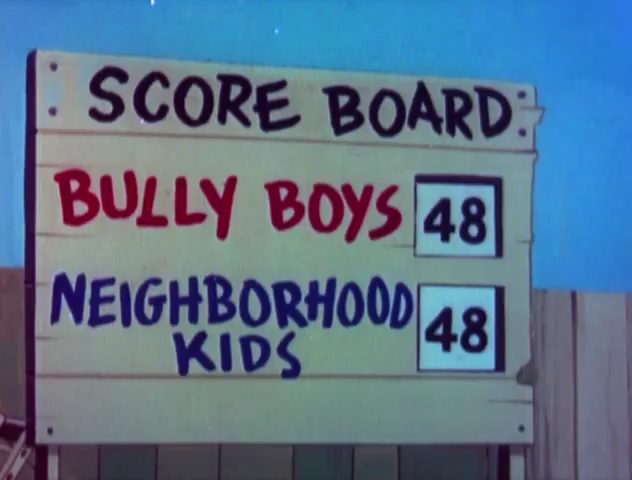 SCORE BOARD
BULLY BOYS 48
NEIGHBORHOOD KIDS 48